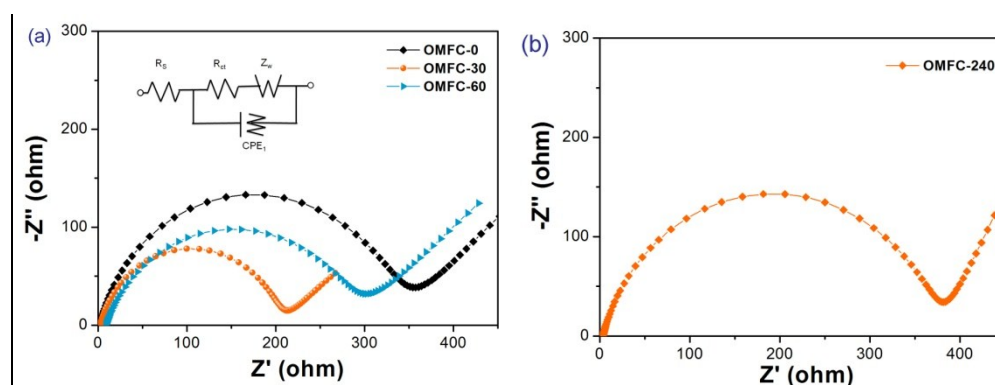 (a)
300
200
100
0
-Z" (ohm)
R_S R_ct Z_w
CPE_1
OMFC-0
OMFC-30
OMFC-60
0 100 200 300 400
Z' (ohm)
(b)
300
200
100
0
-Z" (ohm)
OMFC-240
0 100 200 300 400
Z' (ohm)